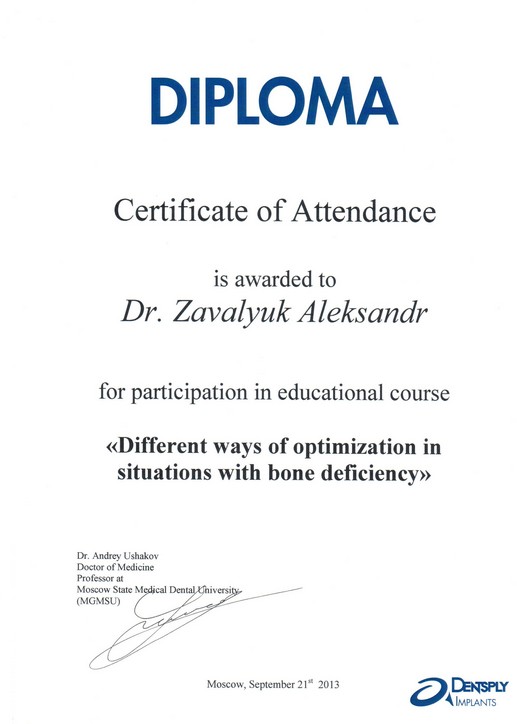 DIPLOMA
Certificate of Attendance
is awarded to
Dr. Zavalyuk Aleksandr
for participation in educational course
«Different ways of optimization in
situations with bone deficiency»
Dr. Andrey Ushakov
Doctor of Medicine
Professor at
Moscow State Medical Dental University
(MGMSU)
Moscow, September 21st 2013
DENTSPLY
IMPLANTS